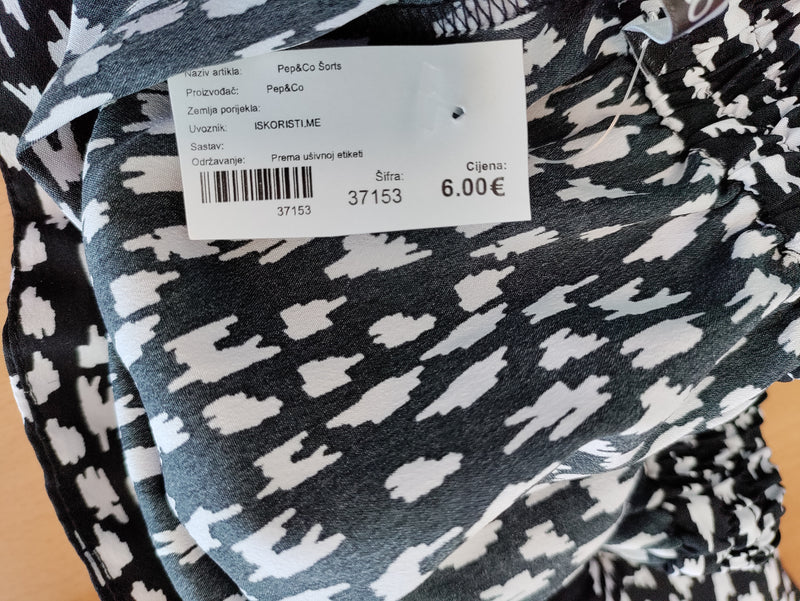 Naziv artikla: Pep&Co Šorts
Proizvođač: Pep&Co
Zemlja porijekla:
Uvoznik: ISKORISTI.ME
Sastav:
Održavanje: Prema ušivnoj etiketi
Šifra: Cijena:
37153 37153 6.00€